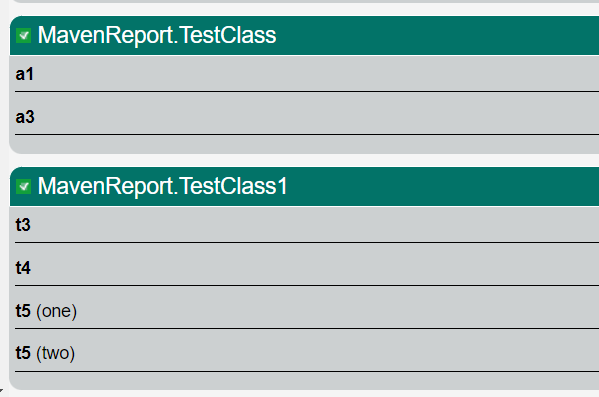 MavenReport.TestClass
a1
a3
MavenReport.TestClass1
t3
t4
t5 (one)
t5 (two)